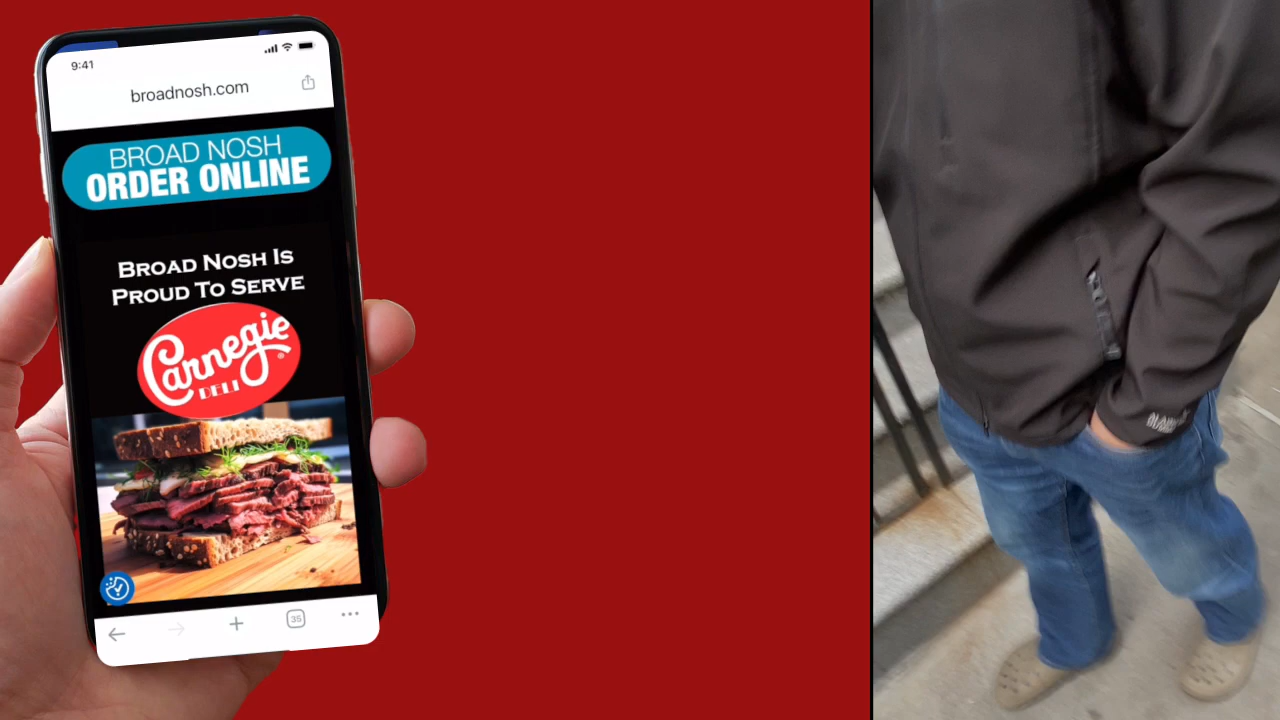 9:41
broadnosh.com
BROAD NOSH
ORDER ONLINE
BROAD NOSH IS
PROUD TO SERVE
Carnegie
DELI
®
35